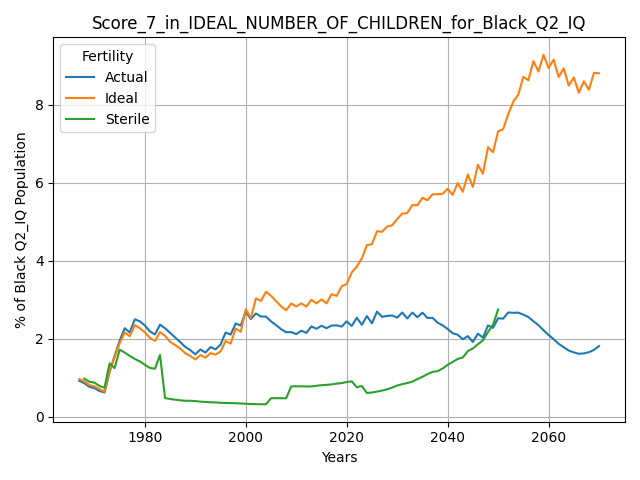 Score_7_in_IDEAL_NUMBER_OF_CHILDREN_for_Black_Q2_IQ
Fertility
Actual
Ideal
Sterile
% of Black Q2_IQ Population
8
6
4
2
0
1980 2000 2020 2040 2060
Years